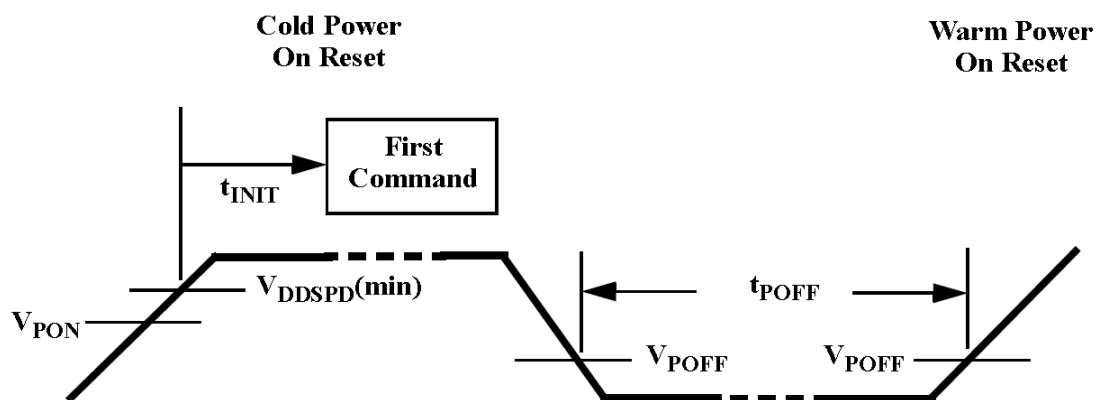 Cold Power
On Reset
Warm Power
On Reset
First
Command
tINIT
VDDSPD(min)
tPOFF
VPON
VPOFF
VPOFF